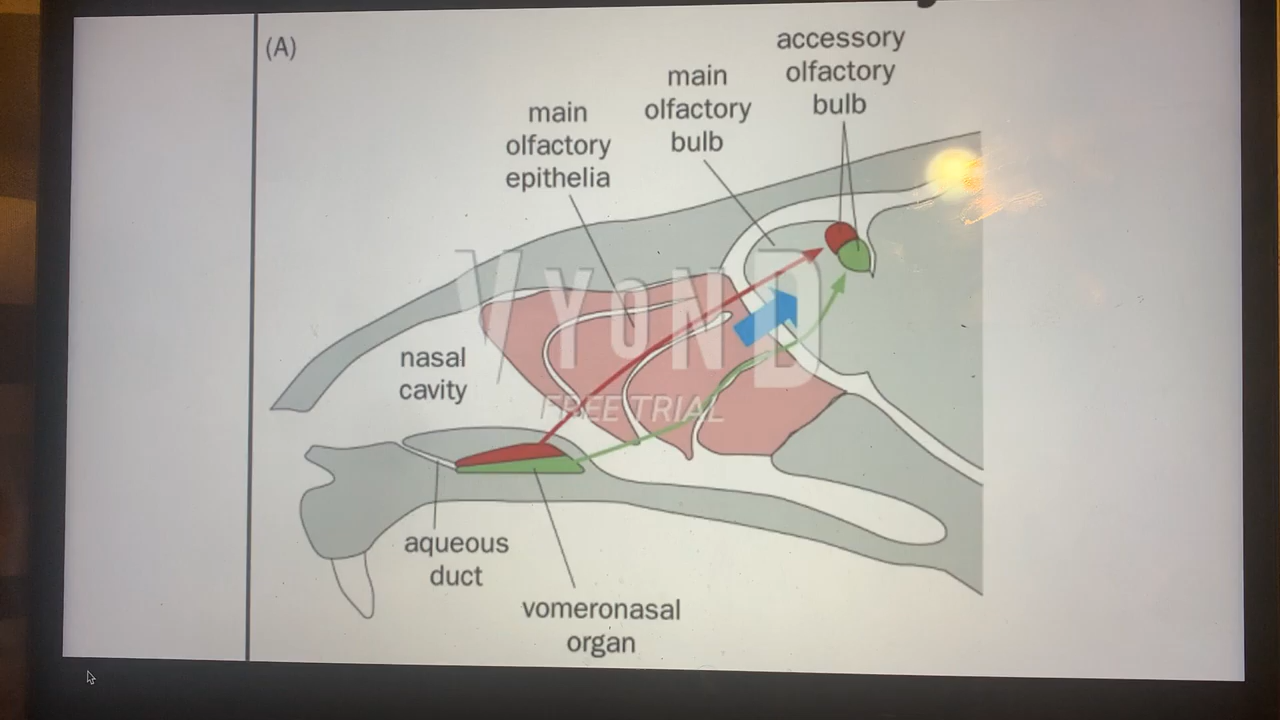 (A)
accessory
olfactory
bulb
main
olfactory
bulb
main
olfactory
epithelia
nasal
cavity
aqueous
duct
vomeronasal
organ
VYOND
FREE TRIAL